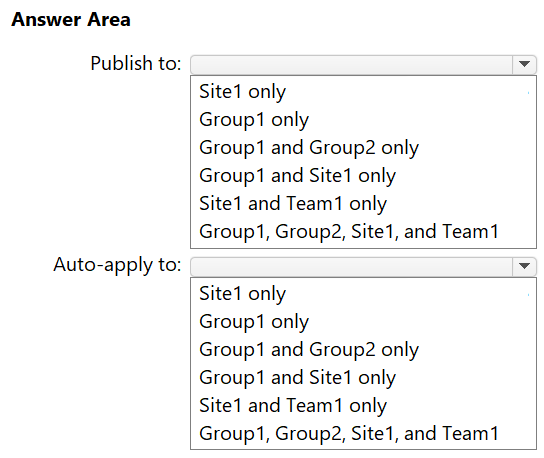 Answer Area
Publish to:
Site1 only
Group1 only
Group1 and Group2 only
Group1 and Site1 only
Site1 and Team1 only
Group1, Group2, Site1, and Team1
Auto-apply to:
Site1 only
Group1 only
Group1 and Group2 only
Group1 and Site1 only
Site1 and Team1 only
Group1, Group2, Site1, and Team1